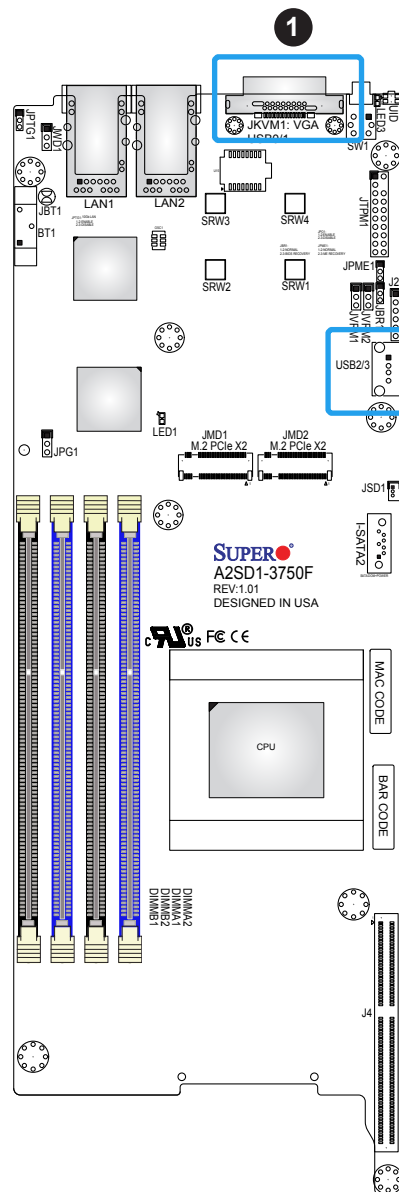 1
JPTG1
JWD1
LAN1
LAN2
JKVM1: VGA
USB0/1
LED3
UID
SW1
JBT1
BT1
SRW3
SRW4
JTPM1
JPME1
J2
SRW2
SRW1
JVRM1
JVRM2
JBR1
USB2/3
LED1
JPG1
JMD1
M.2 PCIe X2
JMD2
M.2 PCIe X2
JSD1
I-SATA2
SUPER
A2SD1-3750F
REV:1.01
DESIGNED IN USA
C US ® FC CE
CPU
MAC CODE
BAR CODE
DIMMA2
DIMMA1
DIMMB2
DIMMB1
J4